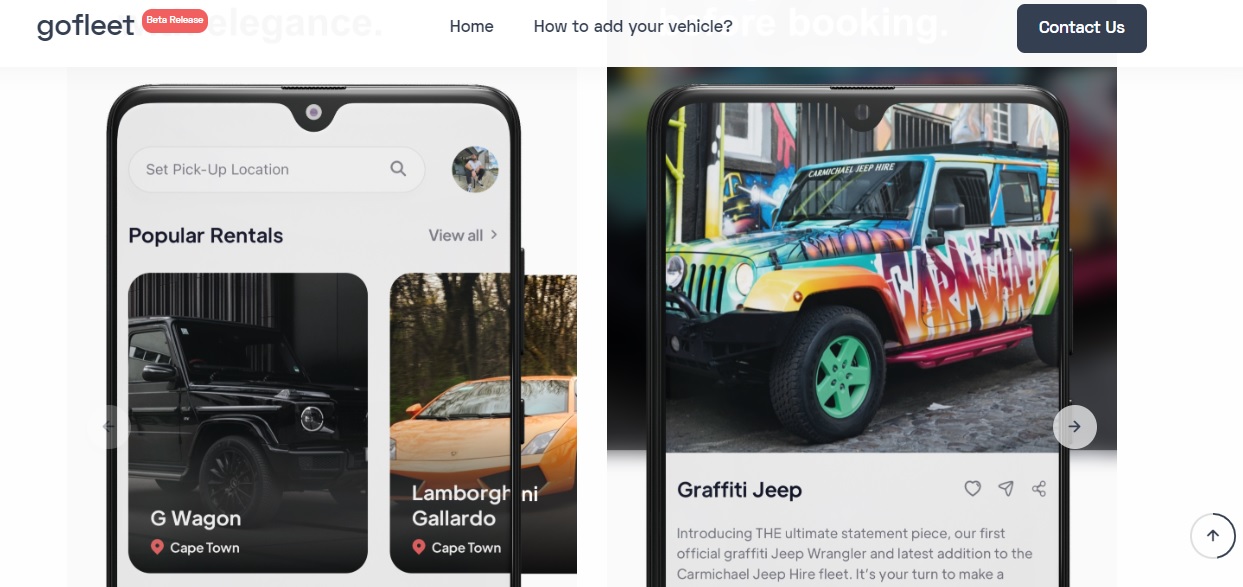 gofleet
Beta Release
elegance.
Home
How to add your vehicle?
before booking.
Contact Us
Set Pick-Up Location
Popular Rentals
View all
G Wagon
Cape Town
Lamborghini
Gallardo
Cape Town
CARMICHAEL JEEP HIRE
CARMICHAEL
Graffiti Jeep
Introducing THE ultimate statement piece, our first
official graffiti Jeep Wrangler and latest addition to the
Carmichael Jeep Hire fleet. It's your turn to make a